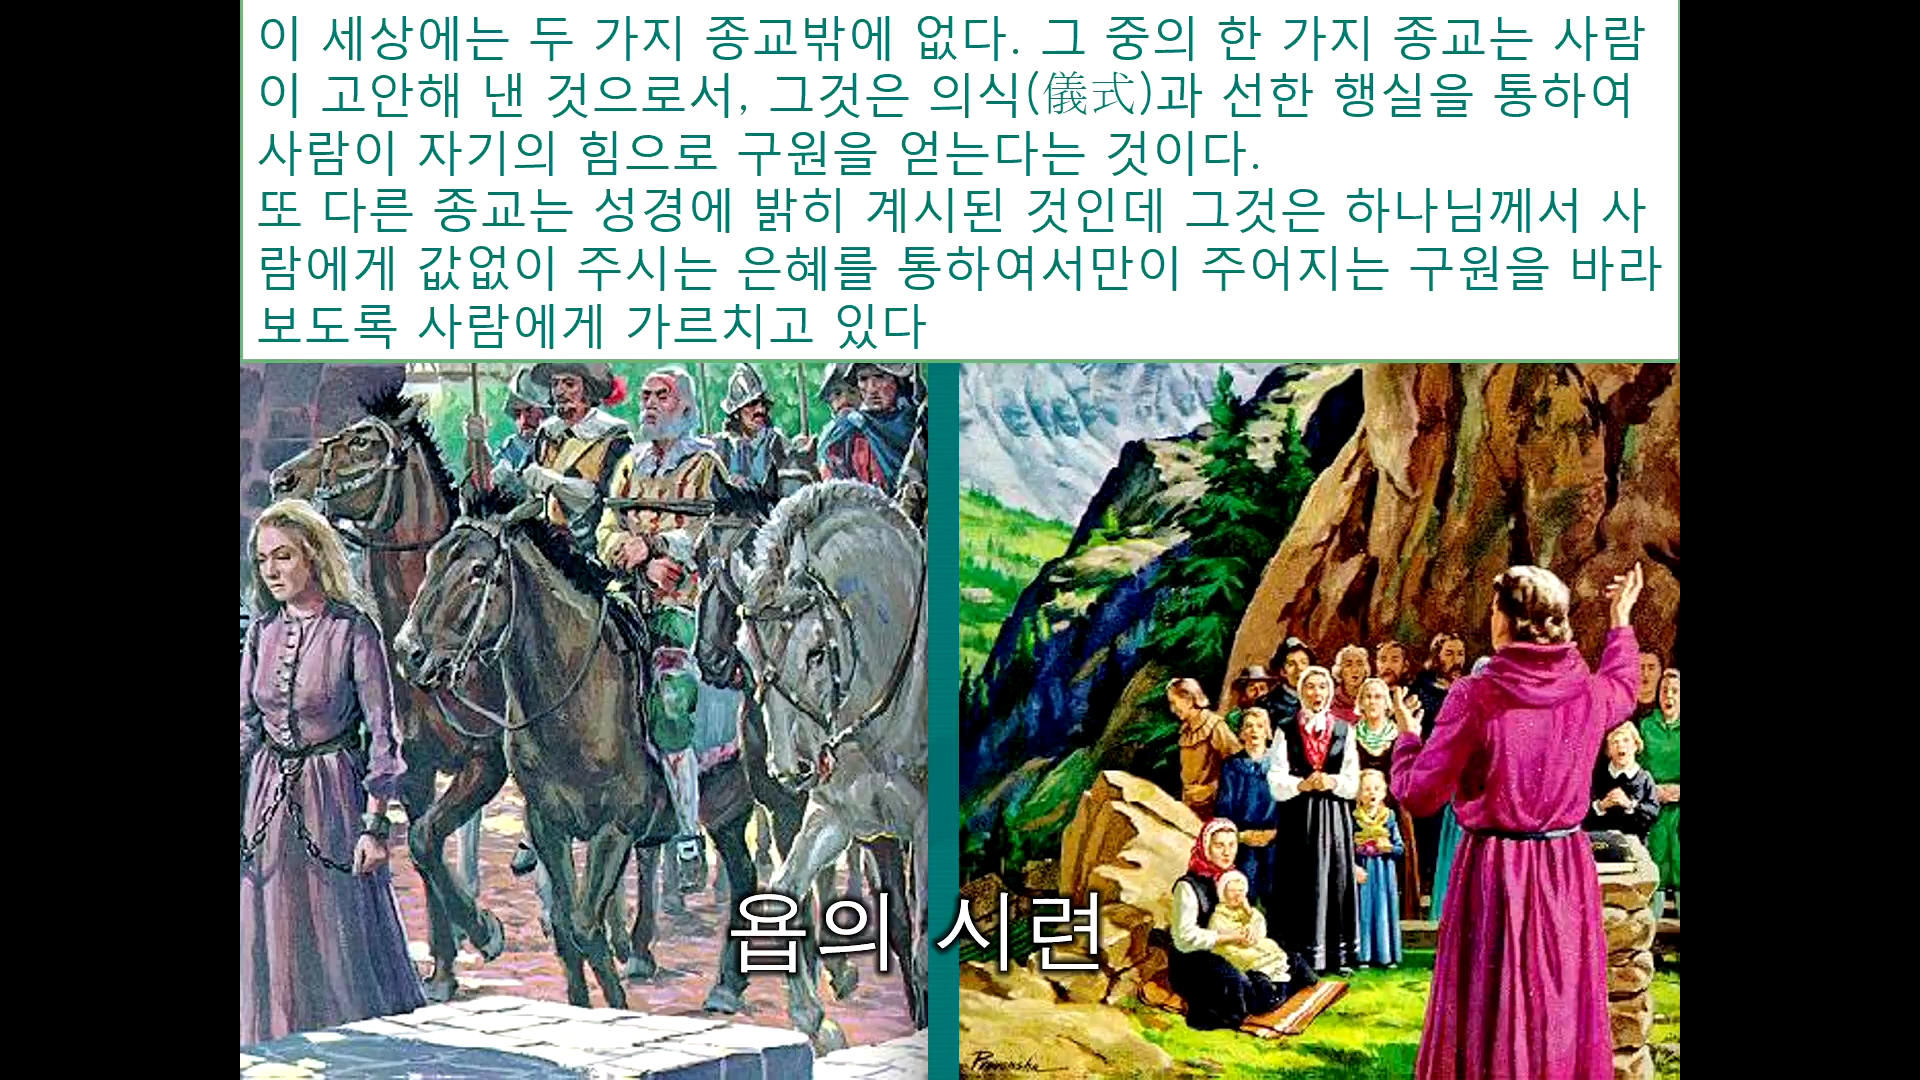 이 세상에는 두 가지 종교밖에 없다. 그 중의 한 가지 종교는 사람
이 고안해 낸 것으로서, 그것은 의식(儀式)과 선한 행실을 통하여
사람이 자기의 힘으로 구원을 얻는다는 것이다.
또 다른 종교는 성경에 밝히 계시된 것인데 그것은 하나님께서 사
람에게 값없이 주시는 은혜를 통하여서만이 주어지는 구원을 바라
보도록 사람에게 가르치고 있다
욥의 시련